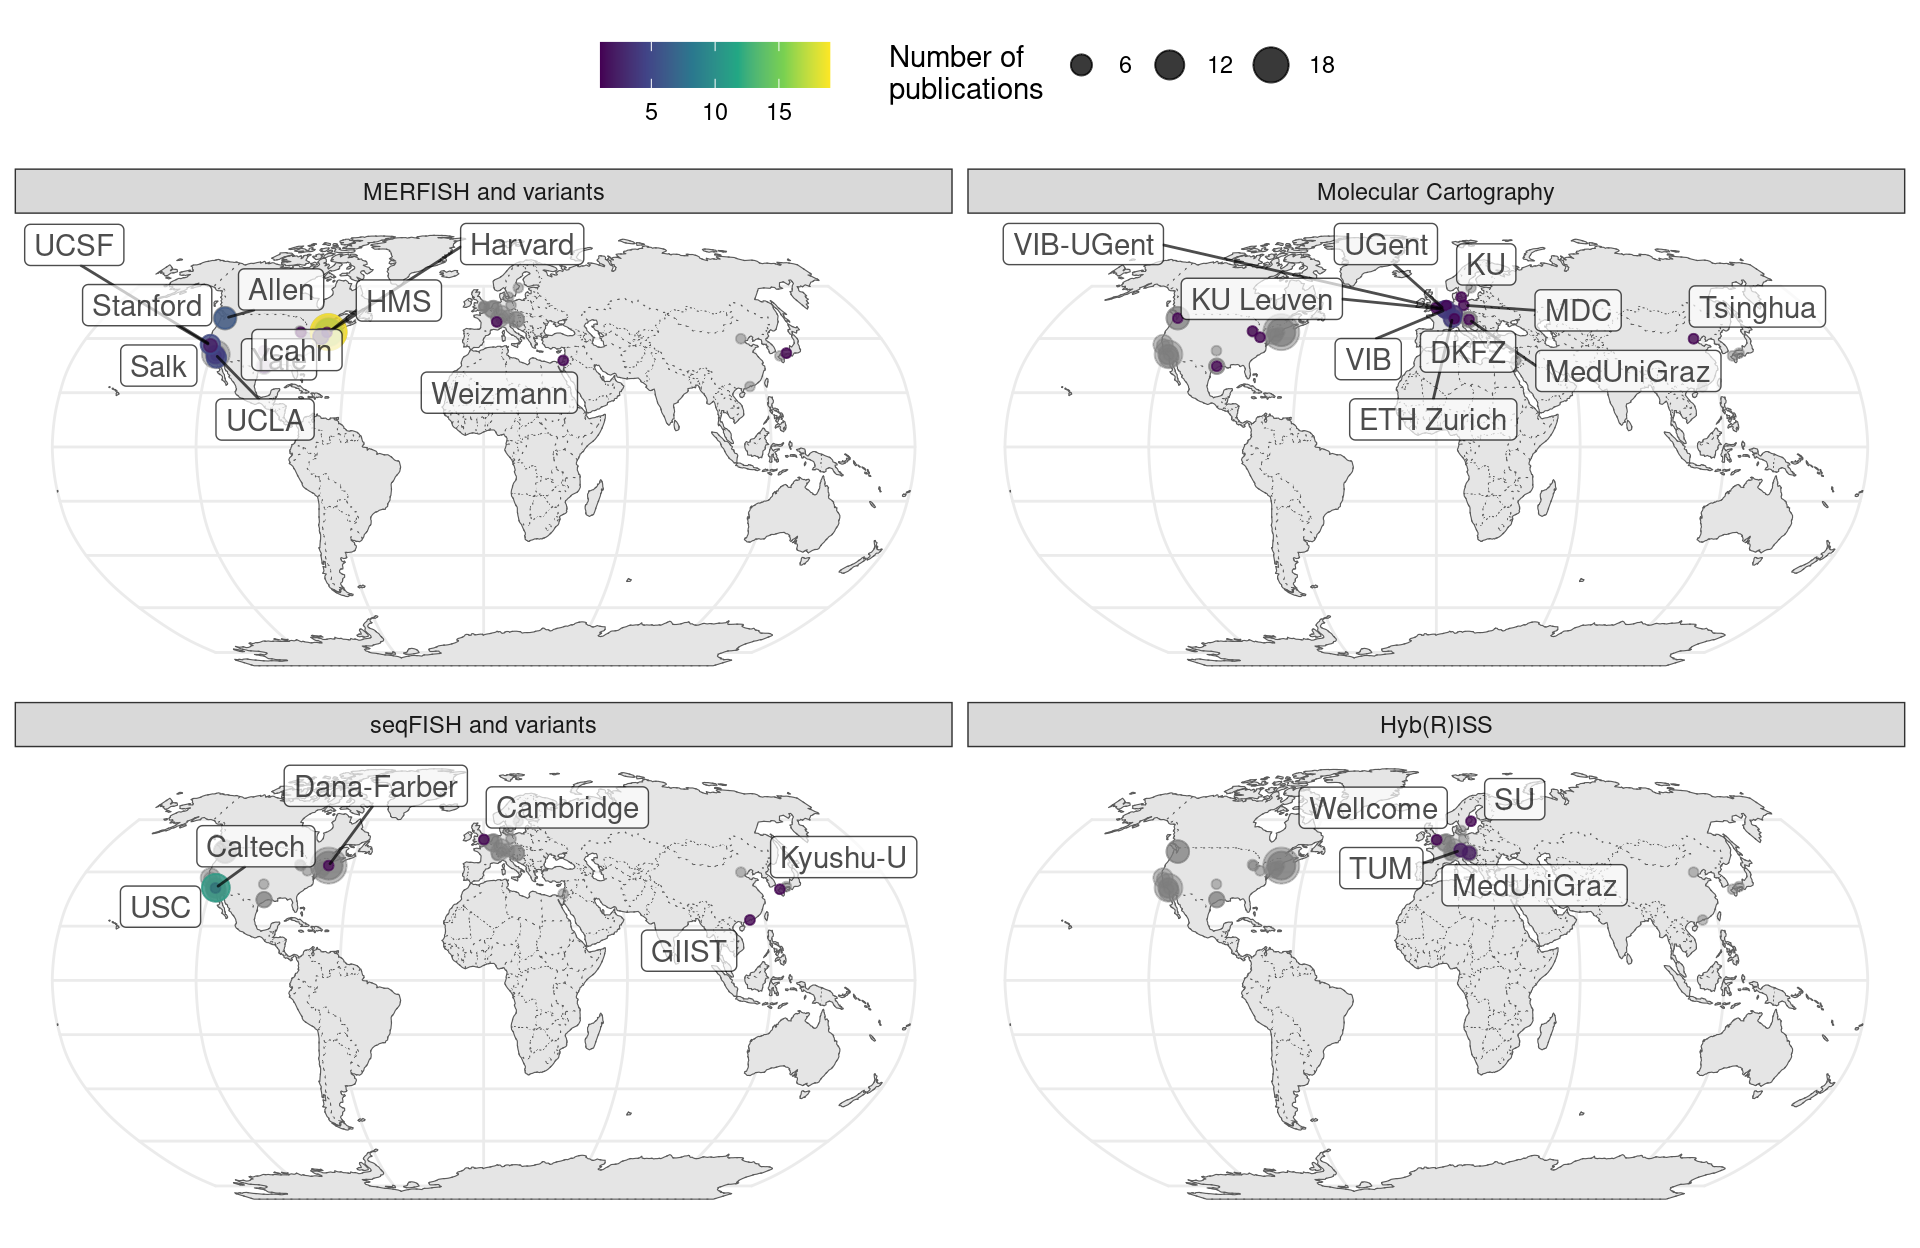 Number of
publications
6
12
18
5
10
15
MERFISH and variants
Molecular Cartography
UCSF
Harvard
Allen
HMS
Stanford
Icahn
Yale
Salk
Weizmann
UCLA
VIB-UGent
UGent
KU
KU Leuven
MDC
Tsinghua
VIB
DKFZ
MedUniGraz
ETH Zurich
seqFISH and variants
Hyb(R)ISS
Dana-Farber
Cambridge
Caltech
Kyushu-U
USC
GIIST
Wellcome
SU
TUM
MedUniGraz